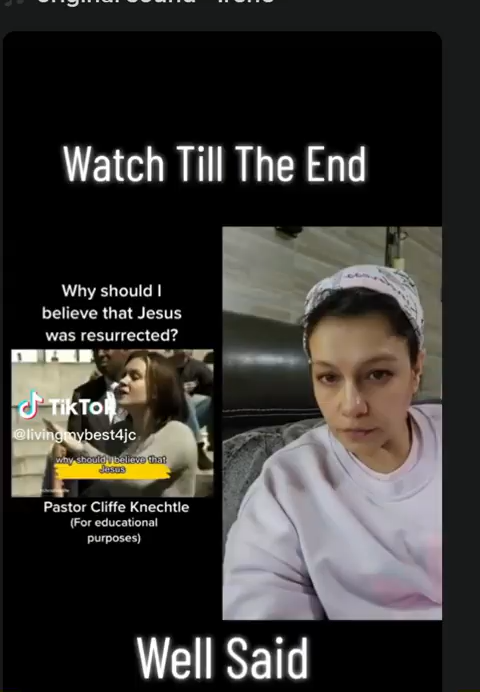 Watch Till The End
Why should I
believe that Jesus
was resurrected?
TikTok
@livingmybest4jc
why should I believe that
Jesus
Pastor Cliffe Knechtle
(For educational
purposes)
Well Said